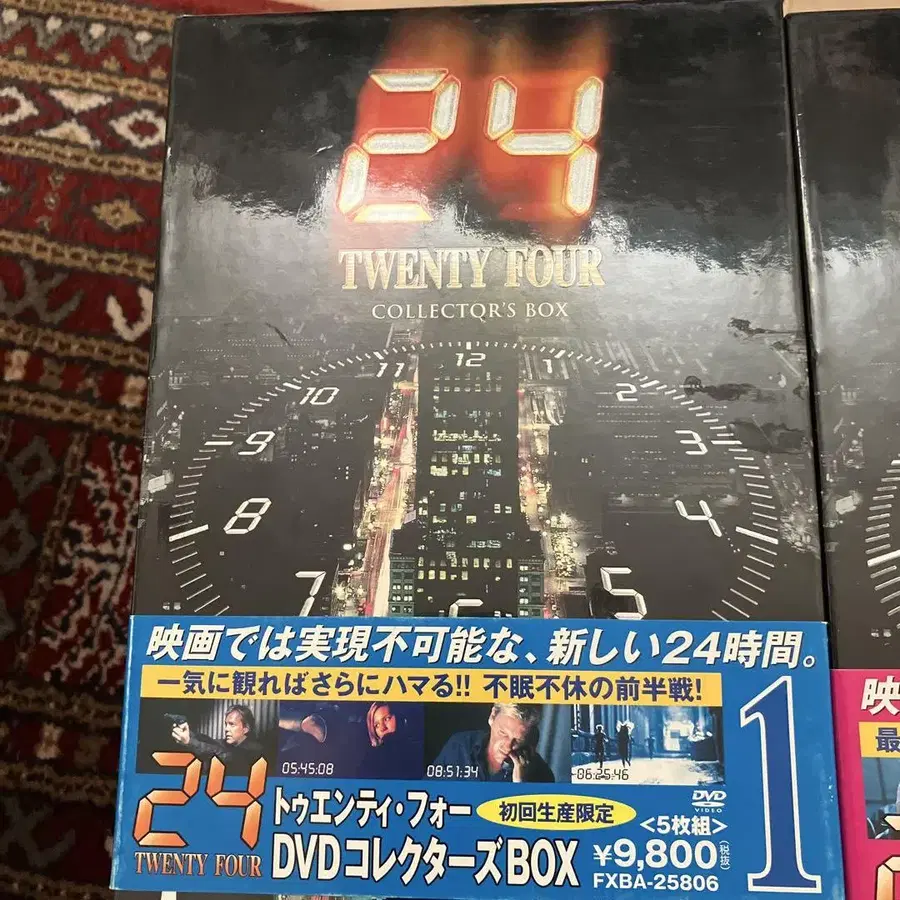 24
TWENTY FOUR
COLLECTOR'S BOX
12
11
10
2
9
3
8
4
7
5
6
映画では実現不可能な、新しい24時間。
一気に観ればさらにハマる!! 不眠不休の前半戦!
05:45:08
08:51:34
06:25:46
1
24
TWENTY FOUR
トゥエンティ・フォー
初回生産限定
DVDコレクターズBOX
DVD
VIDEO
<5枚組>
¥9,800(税抜)
FXBA-25806
映
最